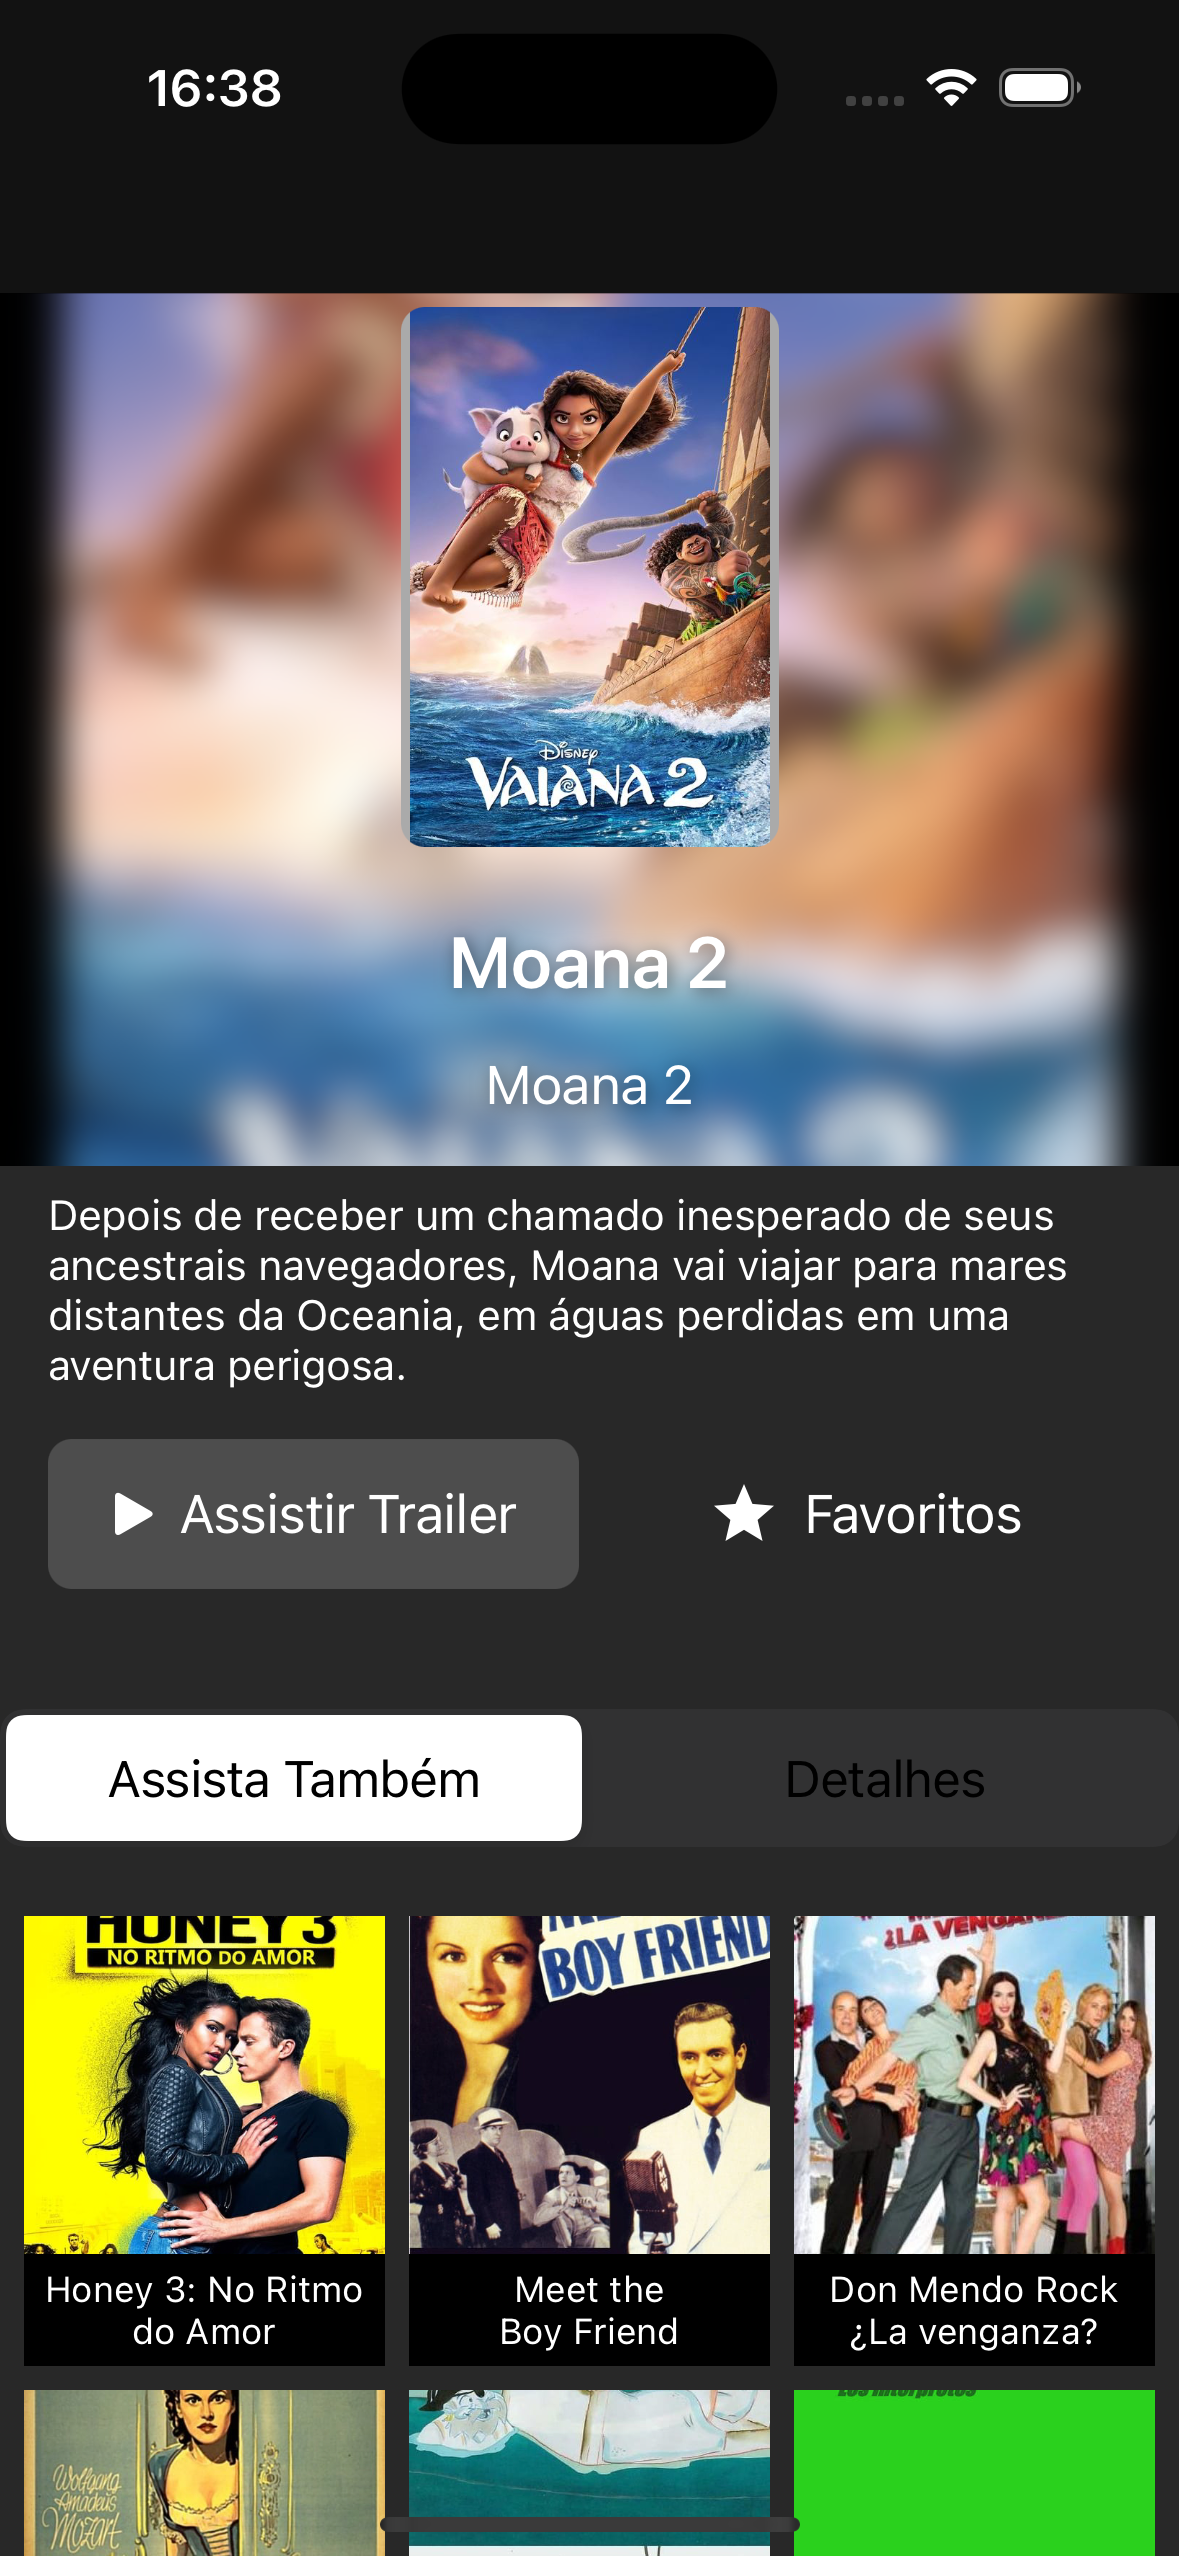 16:38
Disney
VAIANA 2
Moana 2
Moana 2
Depois de receber um chamado inesperado de seus
ancestrais navegadores, Moana vai viajar para mares
distantes da Oceania, em águas perdidas em uma
aventura perigosa.
Assistir Trailer
Favoritos
Assista Também
Detalhes
HONEY 3
NO RITMO DO AMOR
BOY FRIEND
¿LA VENGANZA
Honey 3: No Ritmo
do Amor
Meet the
Boy Friend
Don Mendo Rock
¿La venganza?
Wolfgang
Amadeus
Mozart
Los interpretes